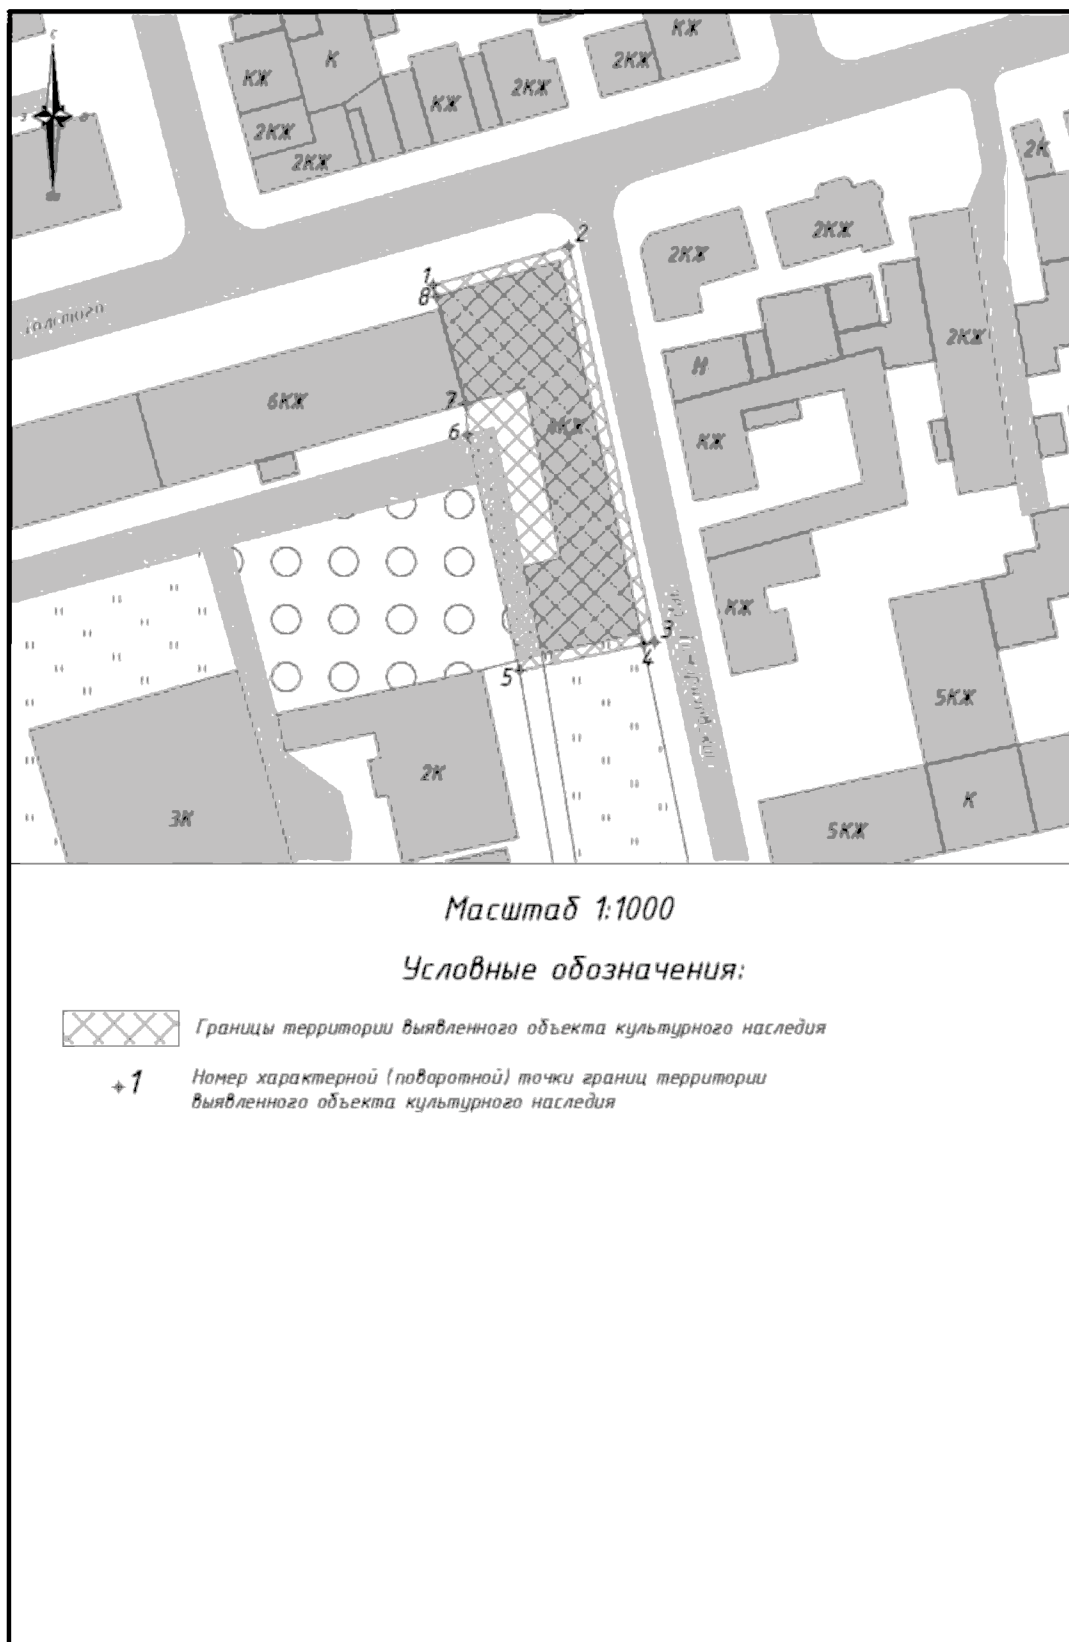 С
КЖ
К
КЖ
2КЖ
КЖ
2КЖ
2КЖ
2КЖ
2К
2
1
8
2КЖ
2КЖ
Толстого
Н
2КЖ
6КЖ
7
6
КЖ
КЖ
3
4
5
5КЖ
2К
3К
К
5КЖ
Масштаб 1:1000
Условные обозначения:
Границы территории выявленного объекта культурного наследия
1 Номер характерной (поворотной) точки границ территории
выявленного объекта культурного наследия